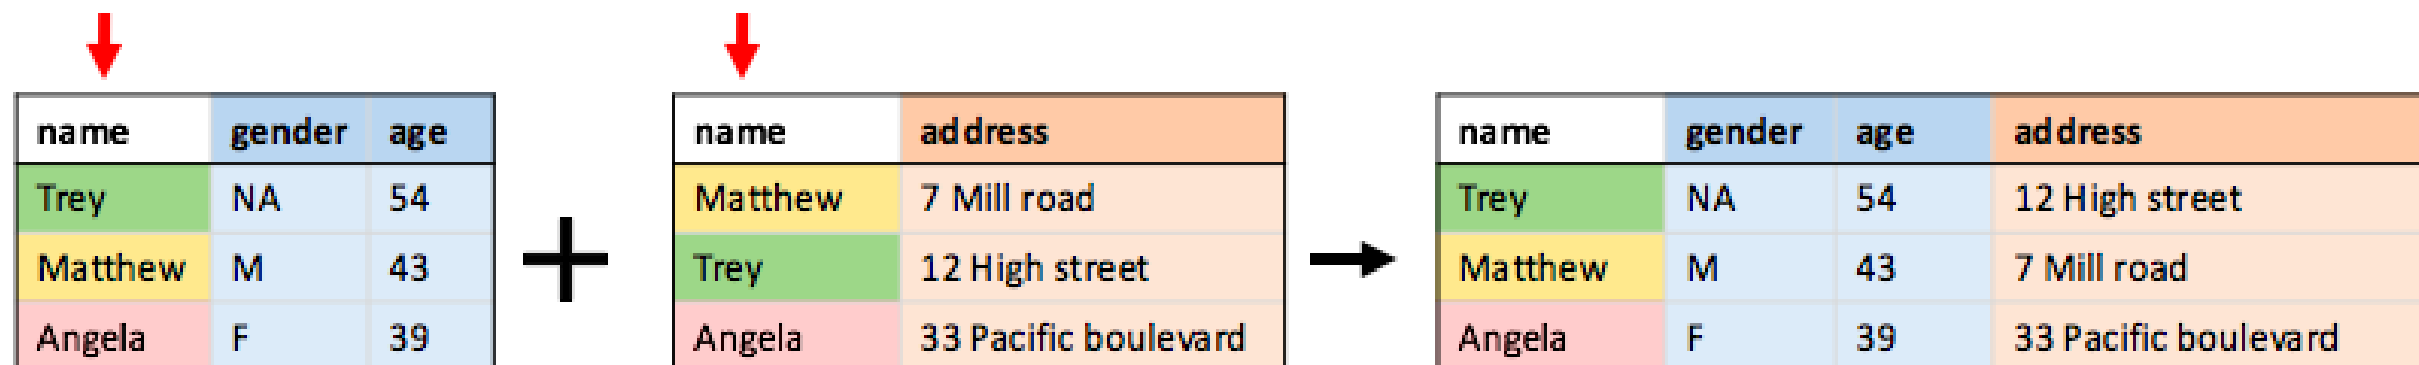 name gender age
Trey NA 54
Matthew M 43
Angela F 39
name address
Matthew 7 Mill road
Trey 12 High street
Angela 33 Pacific boulevard
name gender age address
Trey NA 54 12 High street
Matthew M 43 7 Mill road
Angela F 39 33 Pacific boulevard